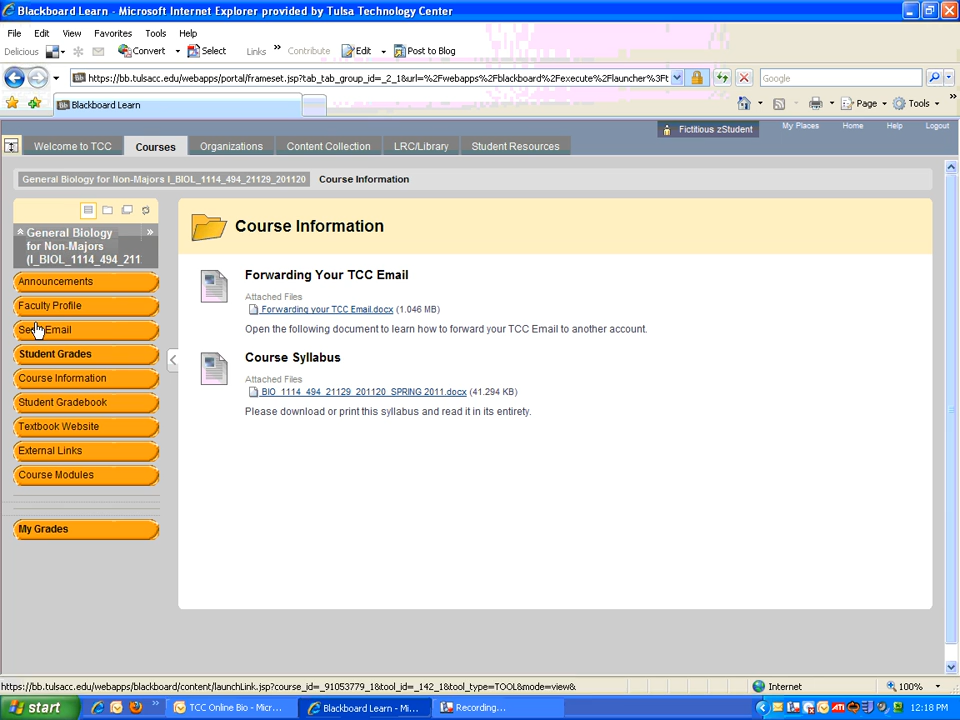 Blackboard Learn - Microsoft Internet Explorer provided by Tulsa Technology Center
File Edit View Favorites Tools Help
Delicious Convert Select Links » Contribute Edit Post to Blog
https://bb.tulsacc.edu/webapps/portal/frameset.jsp?tab_tab_group_id=_2_1&url=%2Fwebapps%2Fblackboard%2Fexecute%2Flauncher%3Ft
Google
Blackboard Learn
Page Tools »
Fictitious zStudent My Places Home Help Logout
Welcome to TCC Courses Organizations Content Collection LRC/Library Student Resources
General Biology for Non-Majors I_BIOL_1114_494_21129_201120 Course Information
General Biology
for Non-Majors
(I_BIOL_1114_494_211
Announcements
Faculty Profile
Email
Student Grades
Course Information
Student Gradebook
Textbook Website
External Links
Course Modules
My Grades
Course Information
Forwarding Your TCC Email
Attached Files
Forwarding your TCC Email.docx (1.046 MB)
Open the following document to learn how to forward your TCC Email to another account.
Course Syllabus
Attached Files
BIO_1114_494_21129_201120_SPRING 2011.docx (41.294 KB)
Please download or print this syllabus and read it in its entirety.
https://bb.tulsacc.edu/webapps/blackboard/content/launchLink.jsp?course_id=_91053779_1&tool_id=_142_1&tool_type=TOOL&mode=view&
Internet 100%
start TCC Online Bio - Micr... Blackboard Learn - Mi... Recording... 12:18 PM